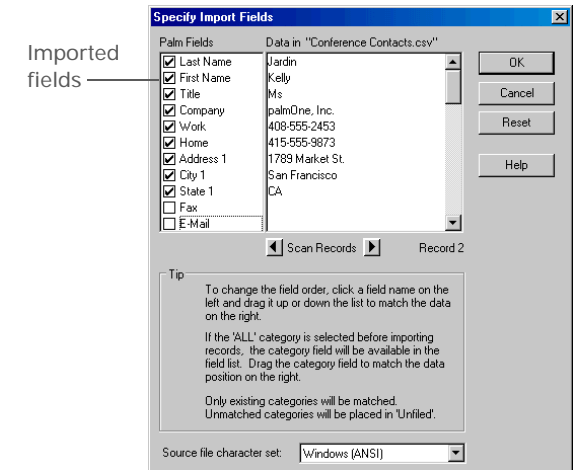 Specify Import Fields
Imported
fields
Palm Fields Data in "Conference Contacts.csv"
Last Name Jardin
First Name Kelly
Title Ms
Company palmOne, Inc.
Work 408-555-2453
Home 415-555-9873
Address 1 1789 Market St.
City 1 San Francisco
State 1 CA
Fax
E-Mail
OK
Cancel
Reset
Help
Scan Records Record 2
Tip
To change the field order, click a field name on the
left and drag it up or down the list to match the data
on the right.
If the 'ALL' category is selected before importing
records, the category field will be available in the
field list. Drag the category field to match the data
position on the right.
Only existing categories will be matched.
Unmatched categories will be placed in 'Unfiled'.
Source file character set: Windows (ANSI)